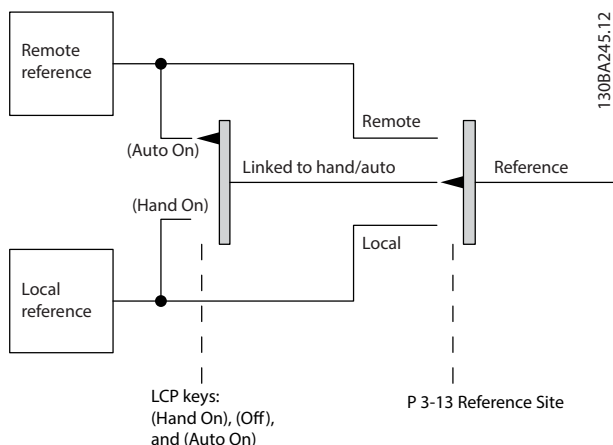 130BA245.12
Remote
reference
Remote
(Auto On)
Linked to hand/auto
Reference
(Hand On)
Local
Local
reference
LCP keys:
(Hand On), (Off),
and (Auto On)
P 3-13 Reference Site